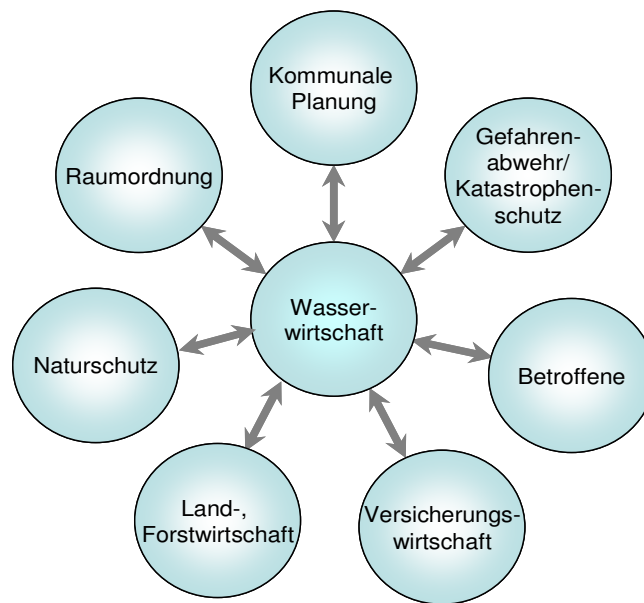 Kommunale
Planung
Gefahren-
abwehr/
Katastrophen-
schutz
Raumordnung
Wasser-
wirtschaft
Naturschutz
Betroffene
Land-,
Forstwirtschaft
Versicherungs-
wirtschaft